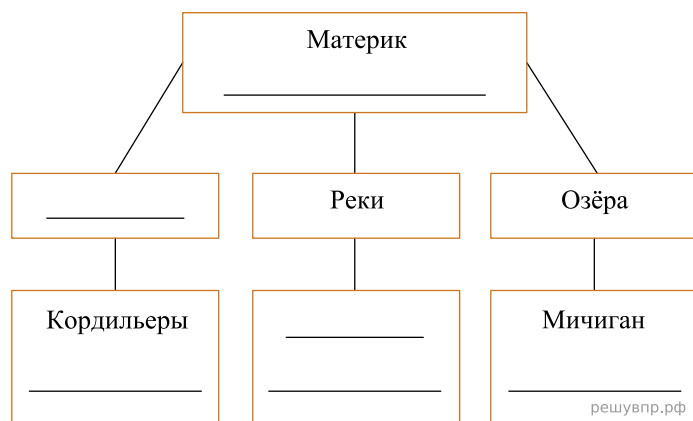 Материк
Реки
Озёра
Кордильеры
Мичиган
решувпр.рф